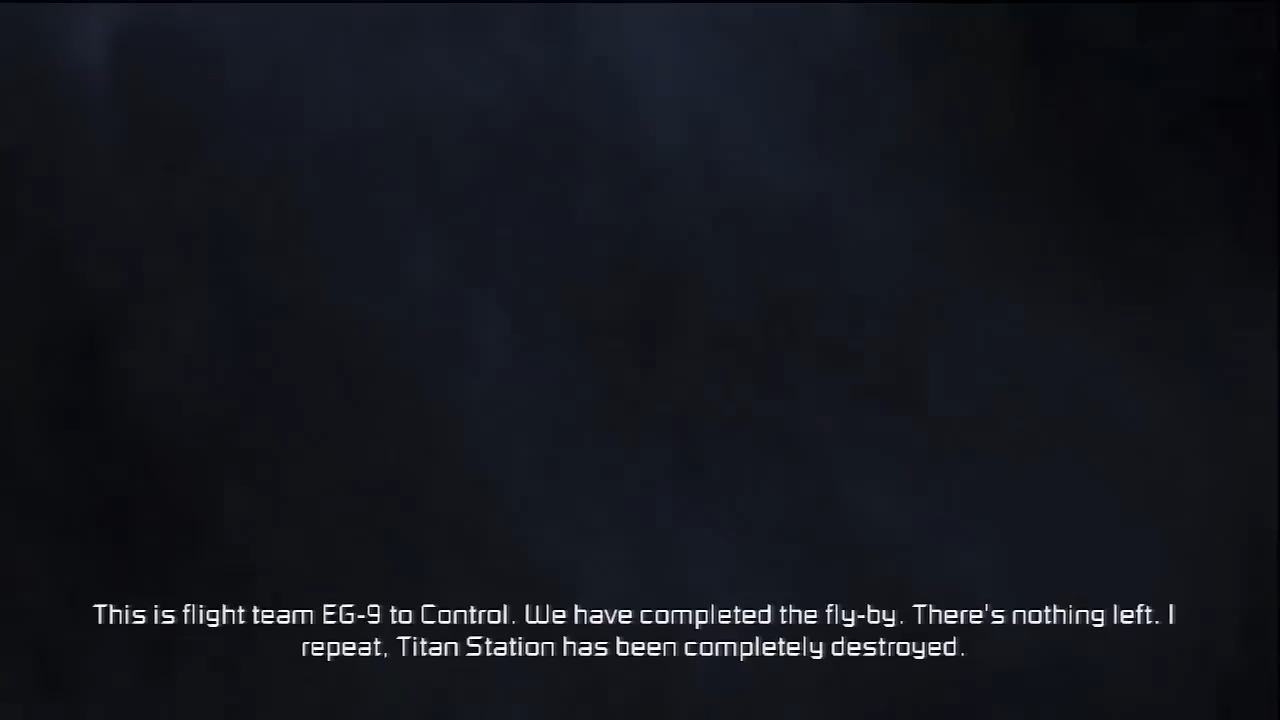 This is flight team EG-9 to Control. We have completed the fly-by. There's nothing left. I
repeat, Titan Station has been completely destroyed.